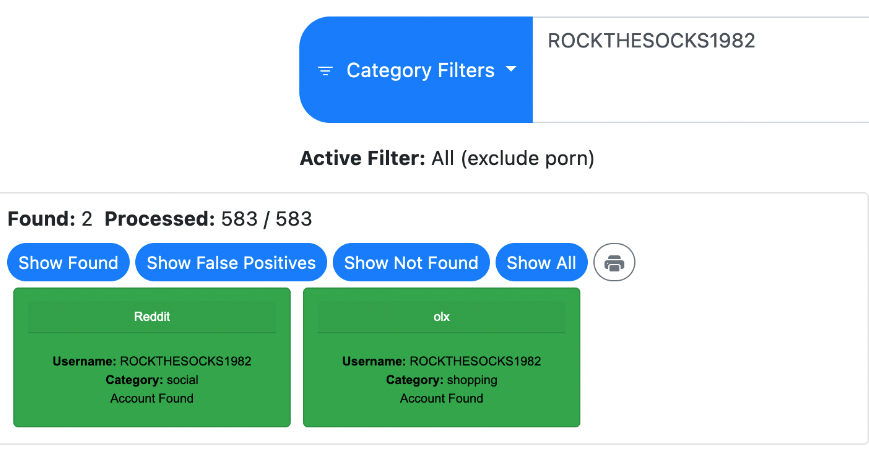 Category Filters
ROCKTHESOCKS1982
Active Filter: All (exclude porn)
Found: 2 Processed: 583 / 583
Show Found Show False Positives Show Not Found Show All
Reddit
Username: ROCKTHESOCKS1982
Category: social
Account Found
olx
Username: ROCKTHESOCKS1982
Category: shopping
Account Found